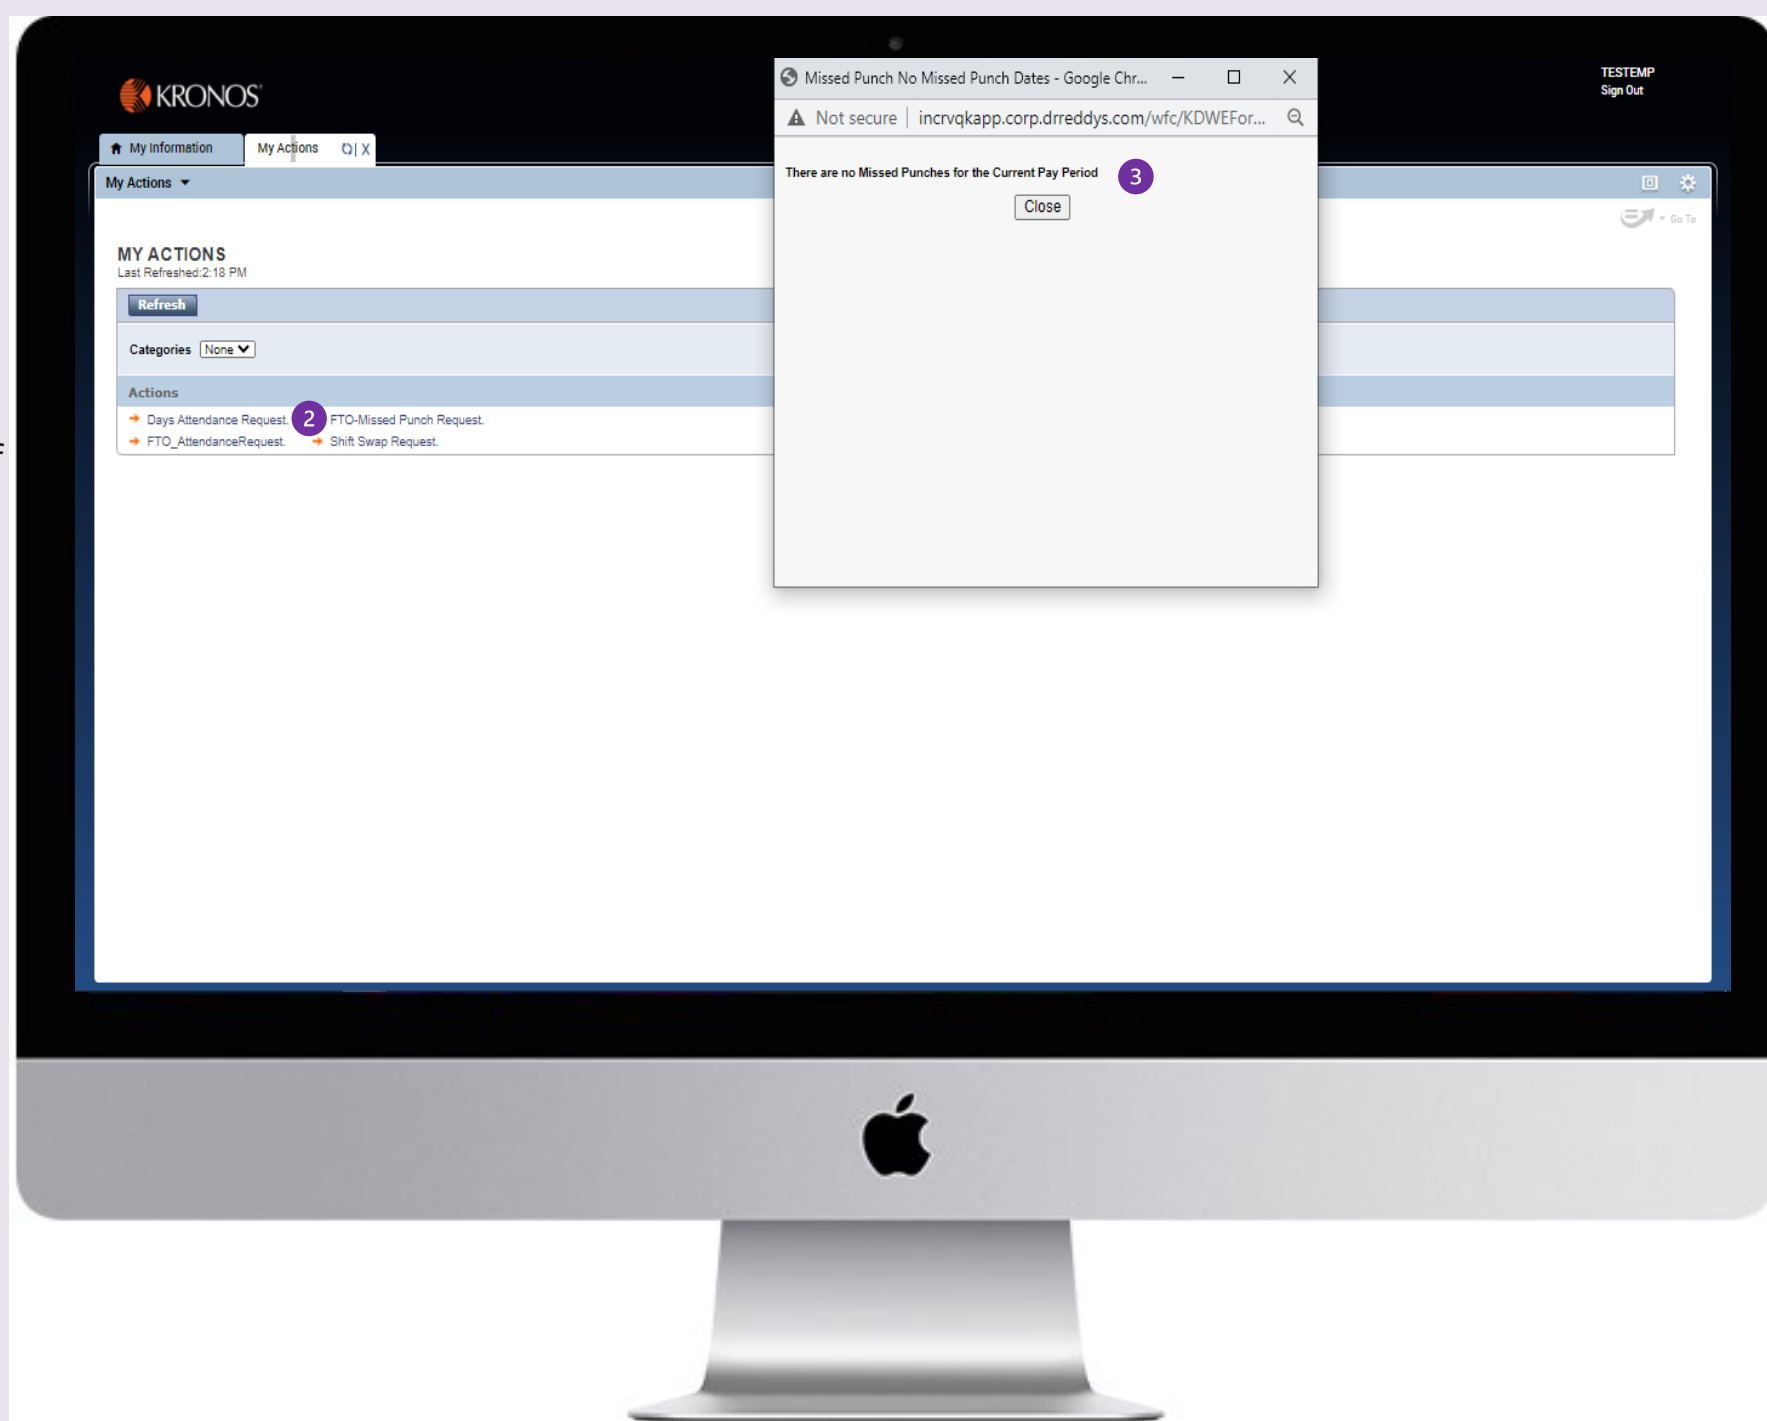 KRONOS
TESTEMP
Sign Out
My Information
My Actions
X
My Actions
Go To
MY ACTIONS
Last Refreshed:2:18 PM
Refresh
Categories None
Actions
Days Attendance Request. 2 FTO-Missed Punch Request.
FTO_AttendanceRequest. Shift Swap Request.
Missed Punch No Missed Punch Dates - Google Chr...
Not secure | incrvqkapp.corp.drreddys.com/wfc/KDWEFor...
There are no Missed Punches for the Current Pay Period 3
Close